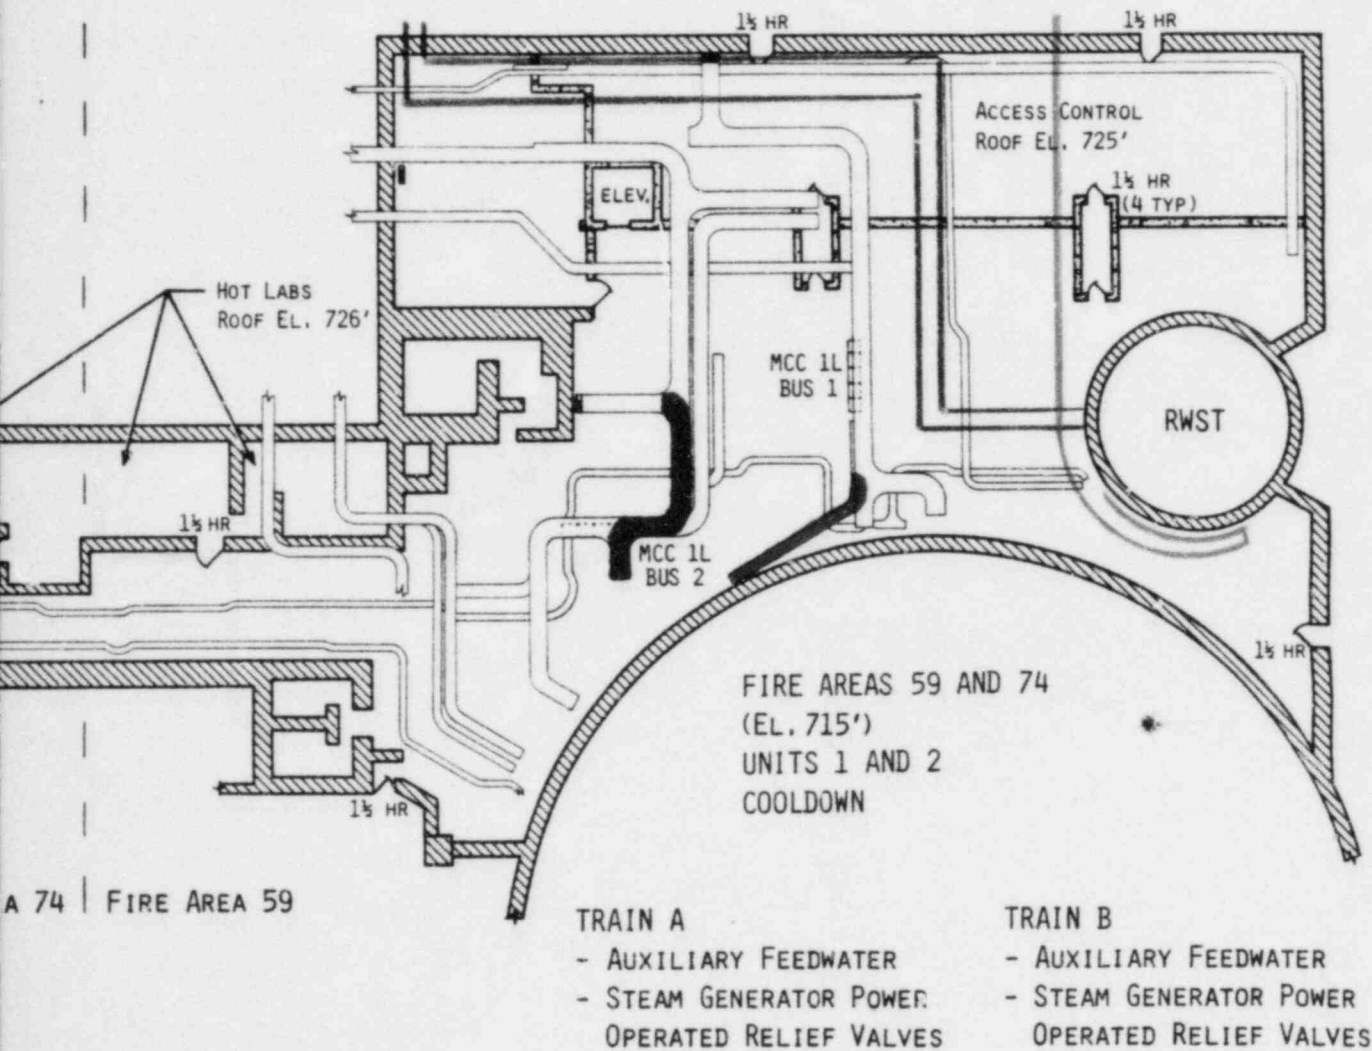 1½ HR
1½ HR
ACCESS CONTROL
ROOF EL. 725'
1½ HR
(4 TYP)
ELEV.
HOT LABS
ROOF EL. 726'
MCC 1L
BUS 1
RWST
1½ HR
MCC 1L
BUS 2
1½ HR
FIRE AREAS 59 AND 74
(EL. 715')
UNITS 1 AND 2
COOLDOWN
1½ HR
A 74 | FIRE AREA 59
TRAIN A
- AUXILIARY FEEDWATER
- STEAM GENERATOR POWER
OPERATED RELIEF VALVES
TRAIN B
- AUXILIARY FEEDWATER
- STEAM GENERATOR POWER
OPERATED RELIEF VALVES